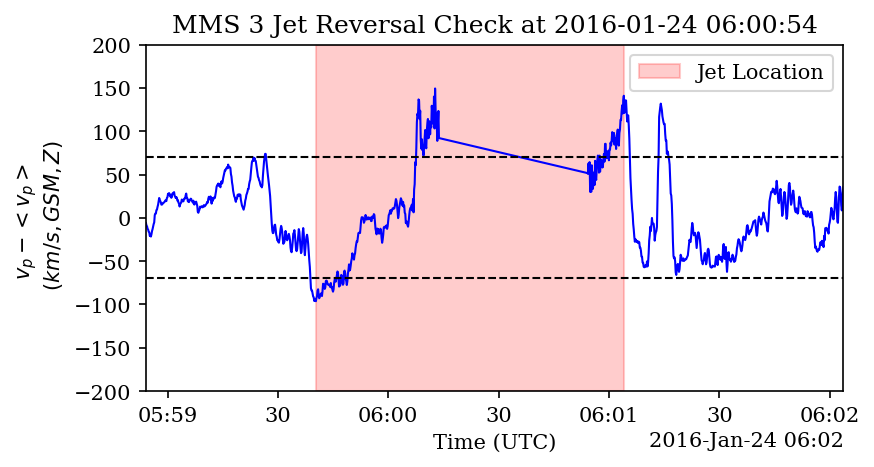 MMS 3 Jet Reversal Check at 2016-01-24 06:00:54
200
150
100
50
0
−50
−100
−150
−200
v_p − < v_p >
(km/s, GSM, Z)
Jet Location
05:59
30
06:00
30
06:01
30
06:02
Time (UTC)
2016-Jan-24 06:02